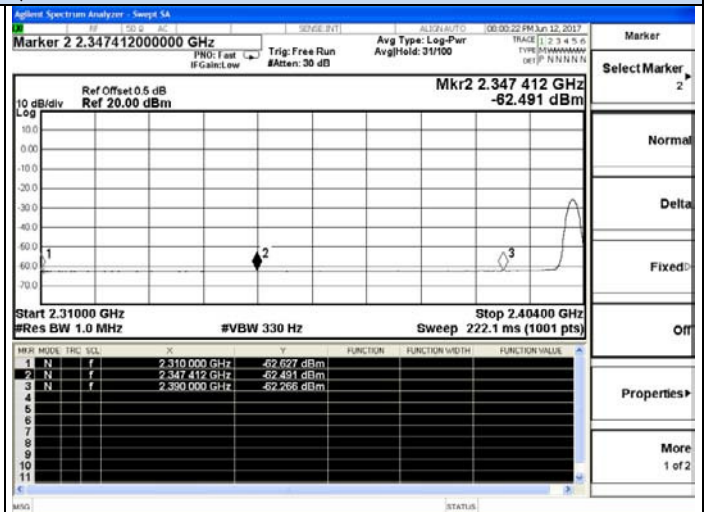 Agilent Spectrum Analyzer - Swept SA
RF 50 Ω AC SENSE:INT ALIGN AUTO 00:00:22 PM Jun 12, 2017
Marker 2 2.347412000000 GHz
PNO: Fast
IFGain:Low
Trig: Free Run
#Atten: 30 dB
Avg Type: Log-Pwr
Avg|Hold: 31/100
TRACE 1 2 3 4 5 6
TYPE M
DET P N N N N N
Ref Offset 0.5 dB
10 dB/div Ref 20.00 dBm
Log
Mkr2 2.347 412 GHz
-62.491 dBm
10.0
0.00
-10.0
-20.0
-30.0
-40.0
-50.0
-60.0
-70.0
1
2
3
Start 2.31000 GHz Stop 2.40400 GHz
#Res BW 1.0 MHz #VBW 330 Hz Sweep 222.1 ms (1001 pts)
MKR MODE TRC SCL X Y FUNCTION FUNCTION WIDTH FUNCTION VALUE
1 N f 2.310 000 GHz -62.627 dBm
2 N f 2.347 412 GHz -62.491 dBm
3 N f 2.390 000 GHz -62.266 dBm
4
5
6
7
8
9
10
11
MSG STATUS
Marker
Select Marker
2
Normal
Delta
Fixed
Off
Properties
More
1 of 2